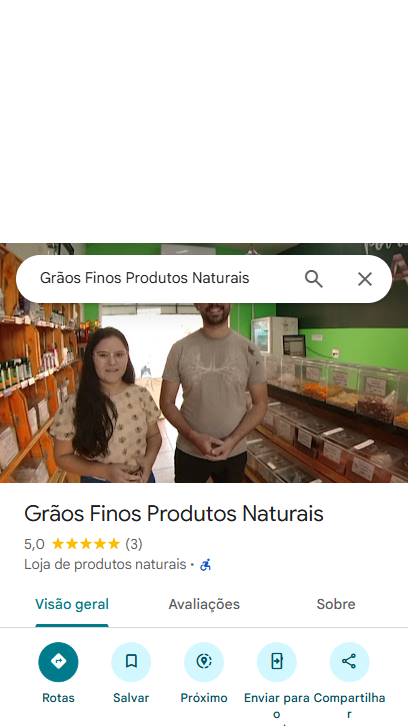 Grãos Finos Produtos Naturais
Grãos Finos Produtos Naturais
5,0 (3)
Loja de produtos naturais ·
Visão geral
Avaliações
Sobre
Rotas
Salvar
Próximo
Enviar para
o
Compartilha
r